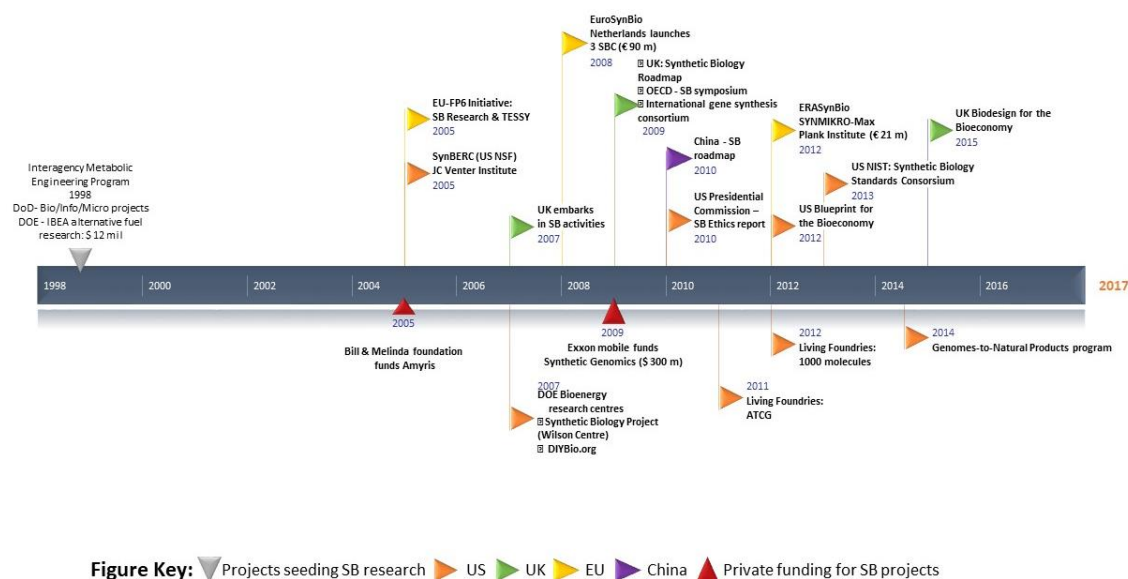 EuroSynBio
Netherlands launches
3 SBC (€ 90 m)
2008
UK: Synthetic Biology
Roadmap
OECD - SB symposium
International gene synthesis
consortium
2009
EU-FP6 Initiative:
SB Research & TESSY
2005
SynBERC (US NSF)
JC Venter Institute
2005
ERASynBio
SYNMIKRO-Max
Plank Institute (€ 21 m)
2012
UK Biodesign for the
Bioeconomy
2015
China - SB
roadmap
2010
US NIST: Synthetic Biology
Standards Consortium
2013
Interagency Metabolic
Engineering Program
1998
DoD- Bio/Info/Micro projects
DOE - IBEA alternative fuel
research: $ 12 mil
UK embarks
in SB activities
2007
US Presidential
Commission –
SB Ethics report
2010
US Blueprint for
the Bioeconomy
2012
1998 2000 2002 2004 2006 2008 2010 2012 2014 2016 2017
2005
Bill & Melinda foundation
funds Amyris
2009
Exxon mobile funds
Synthetic Genomics ($ 300 m)
2012
Living Foundries:
1000 molecules
2014
Genomes-to-Natural Products program
2007
DOE Bioenergy
research centres
Synthetic Biology Project
(Wilson Centre)
DIYBio.org
2011
Living Foundries:
ATCG
Figure Key: Projects seeding SB research US UK EU China Private funding for SB projects